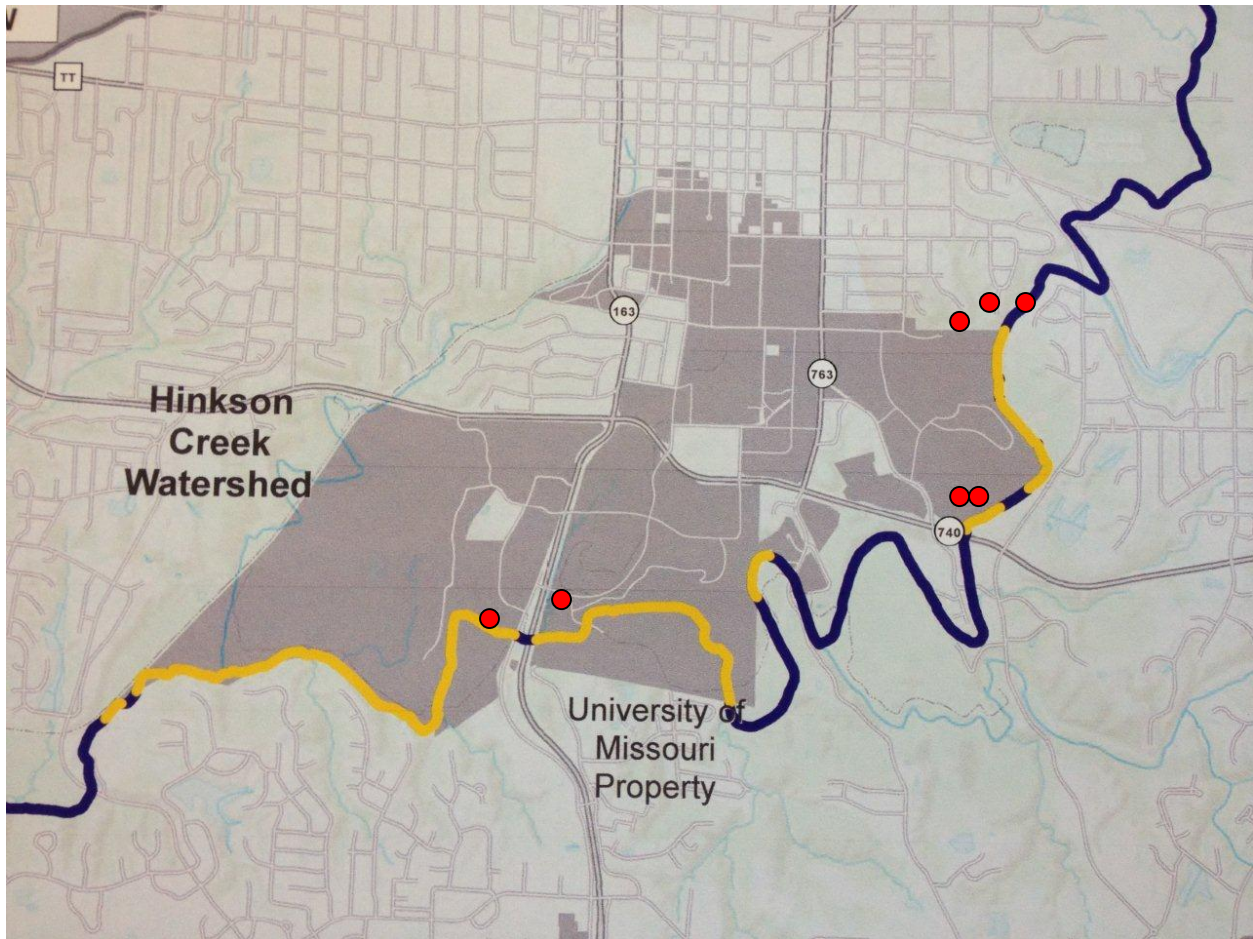 TT
163
763
Hinkson
Creek
Watershed
740
University of
Missouri
Property